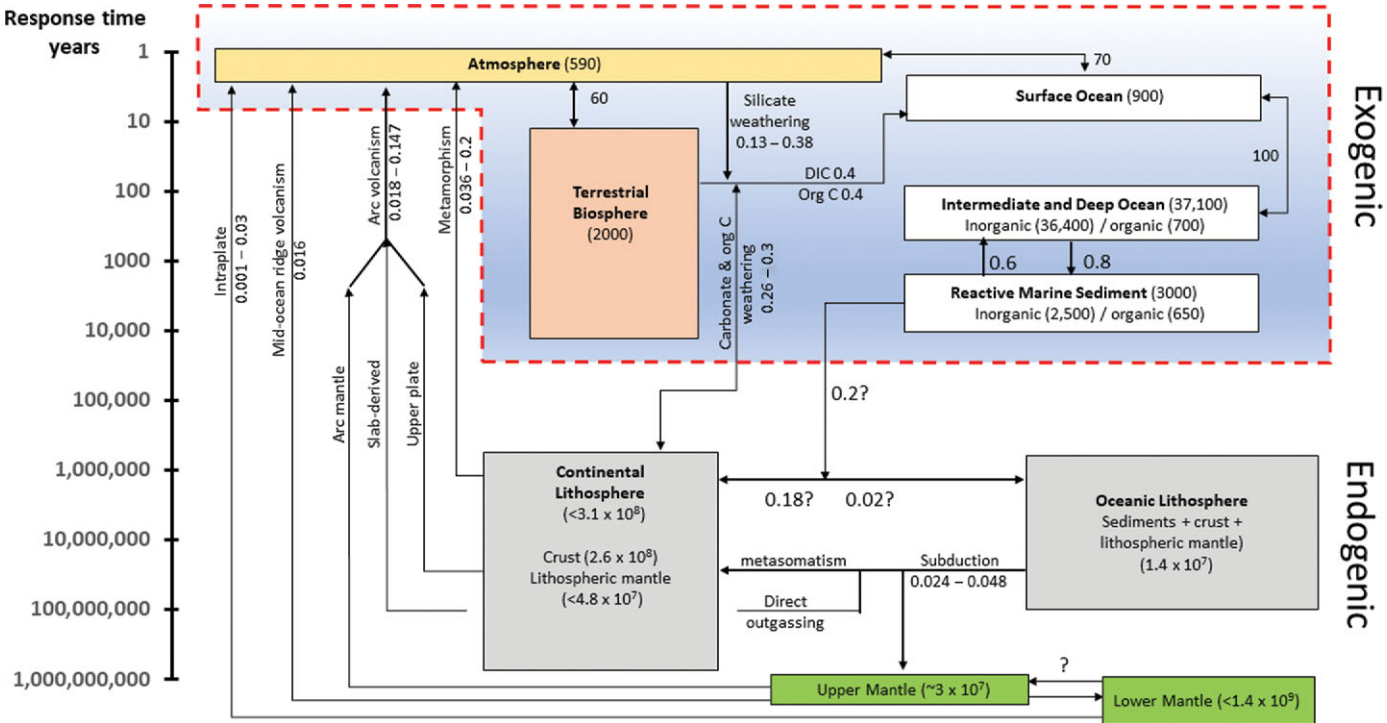 Response time
years
1
10
100
1000
10,000
100,000
1,000,000
10,000,000
100,000,000
1,000,000,000
Atmosphere (590)
70
Surface Ocean (900)
60
Silicate
weathering
0.13 – 0.38
100
Terrestrial
Biosphere
(2000)
DIC 0.4
Org C 0.4
Intermediate and Deep Ocean (37,100)
Inorganic (36,400) / organic (700)
0.6
0.8
Reactive Marine Sediment (3000)
Inorganic (2,500) / organic (650)
Carbonate & org C
weathering
0.26 – 0.3
Exogenic
Intraplate
0.001 – 0.03
Mid-ocean ridge volcanism
0.016
Arc volcanism
0.018 – 0.147
Metamorphism
0.036 – 0.2
Arc mantle
Slab-derived
Upper plate
0.2?
Continental
Lithosphere
(<3.1 x 10⁸)
Crust (2.6 x 10⁸)
Lithospheric mantle
(<4.8 x 10⁷)
0.18?
0.02?
Oceanic Lithosphere
Sediments + crust +
lithospheric mantle)
(1.4 x 10⁷)
metasomatism
Subduction
0.024 – 0.048
Direct
outgassing
Endogenic
Upper Mantle (~3 x 10⁷)
?
Lower Mantle (<1.4 x 10⁹)